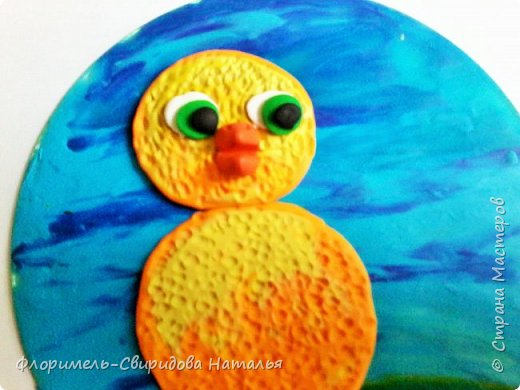 © Страна Мастеров
Флоримель-Свиридова Наталья